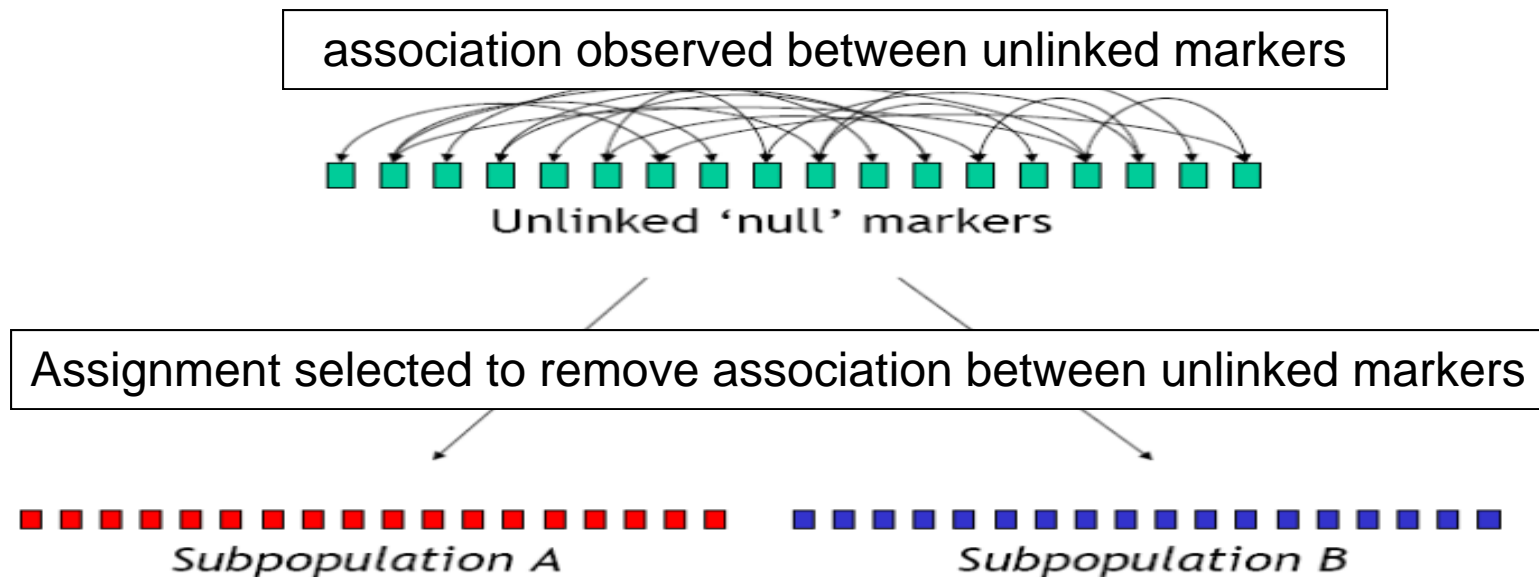 association observed between unlinked markers
Unlinked ‘null’ markers
Assignment selected to remove association between unlinked markers
Subpopulation A
Subpopulation B